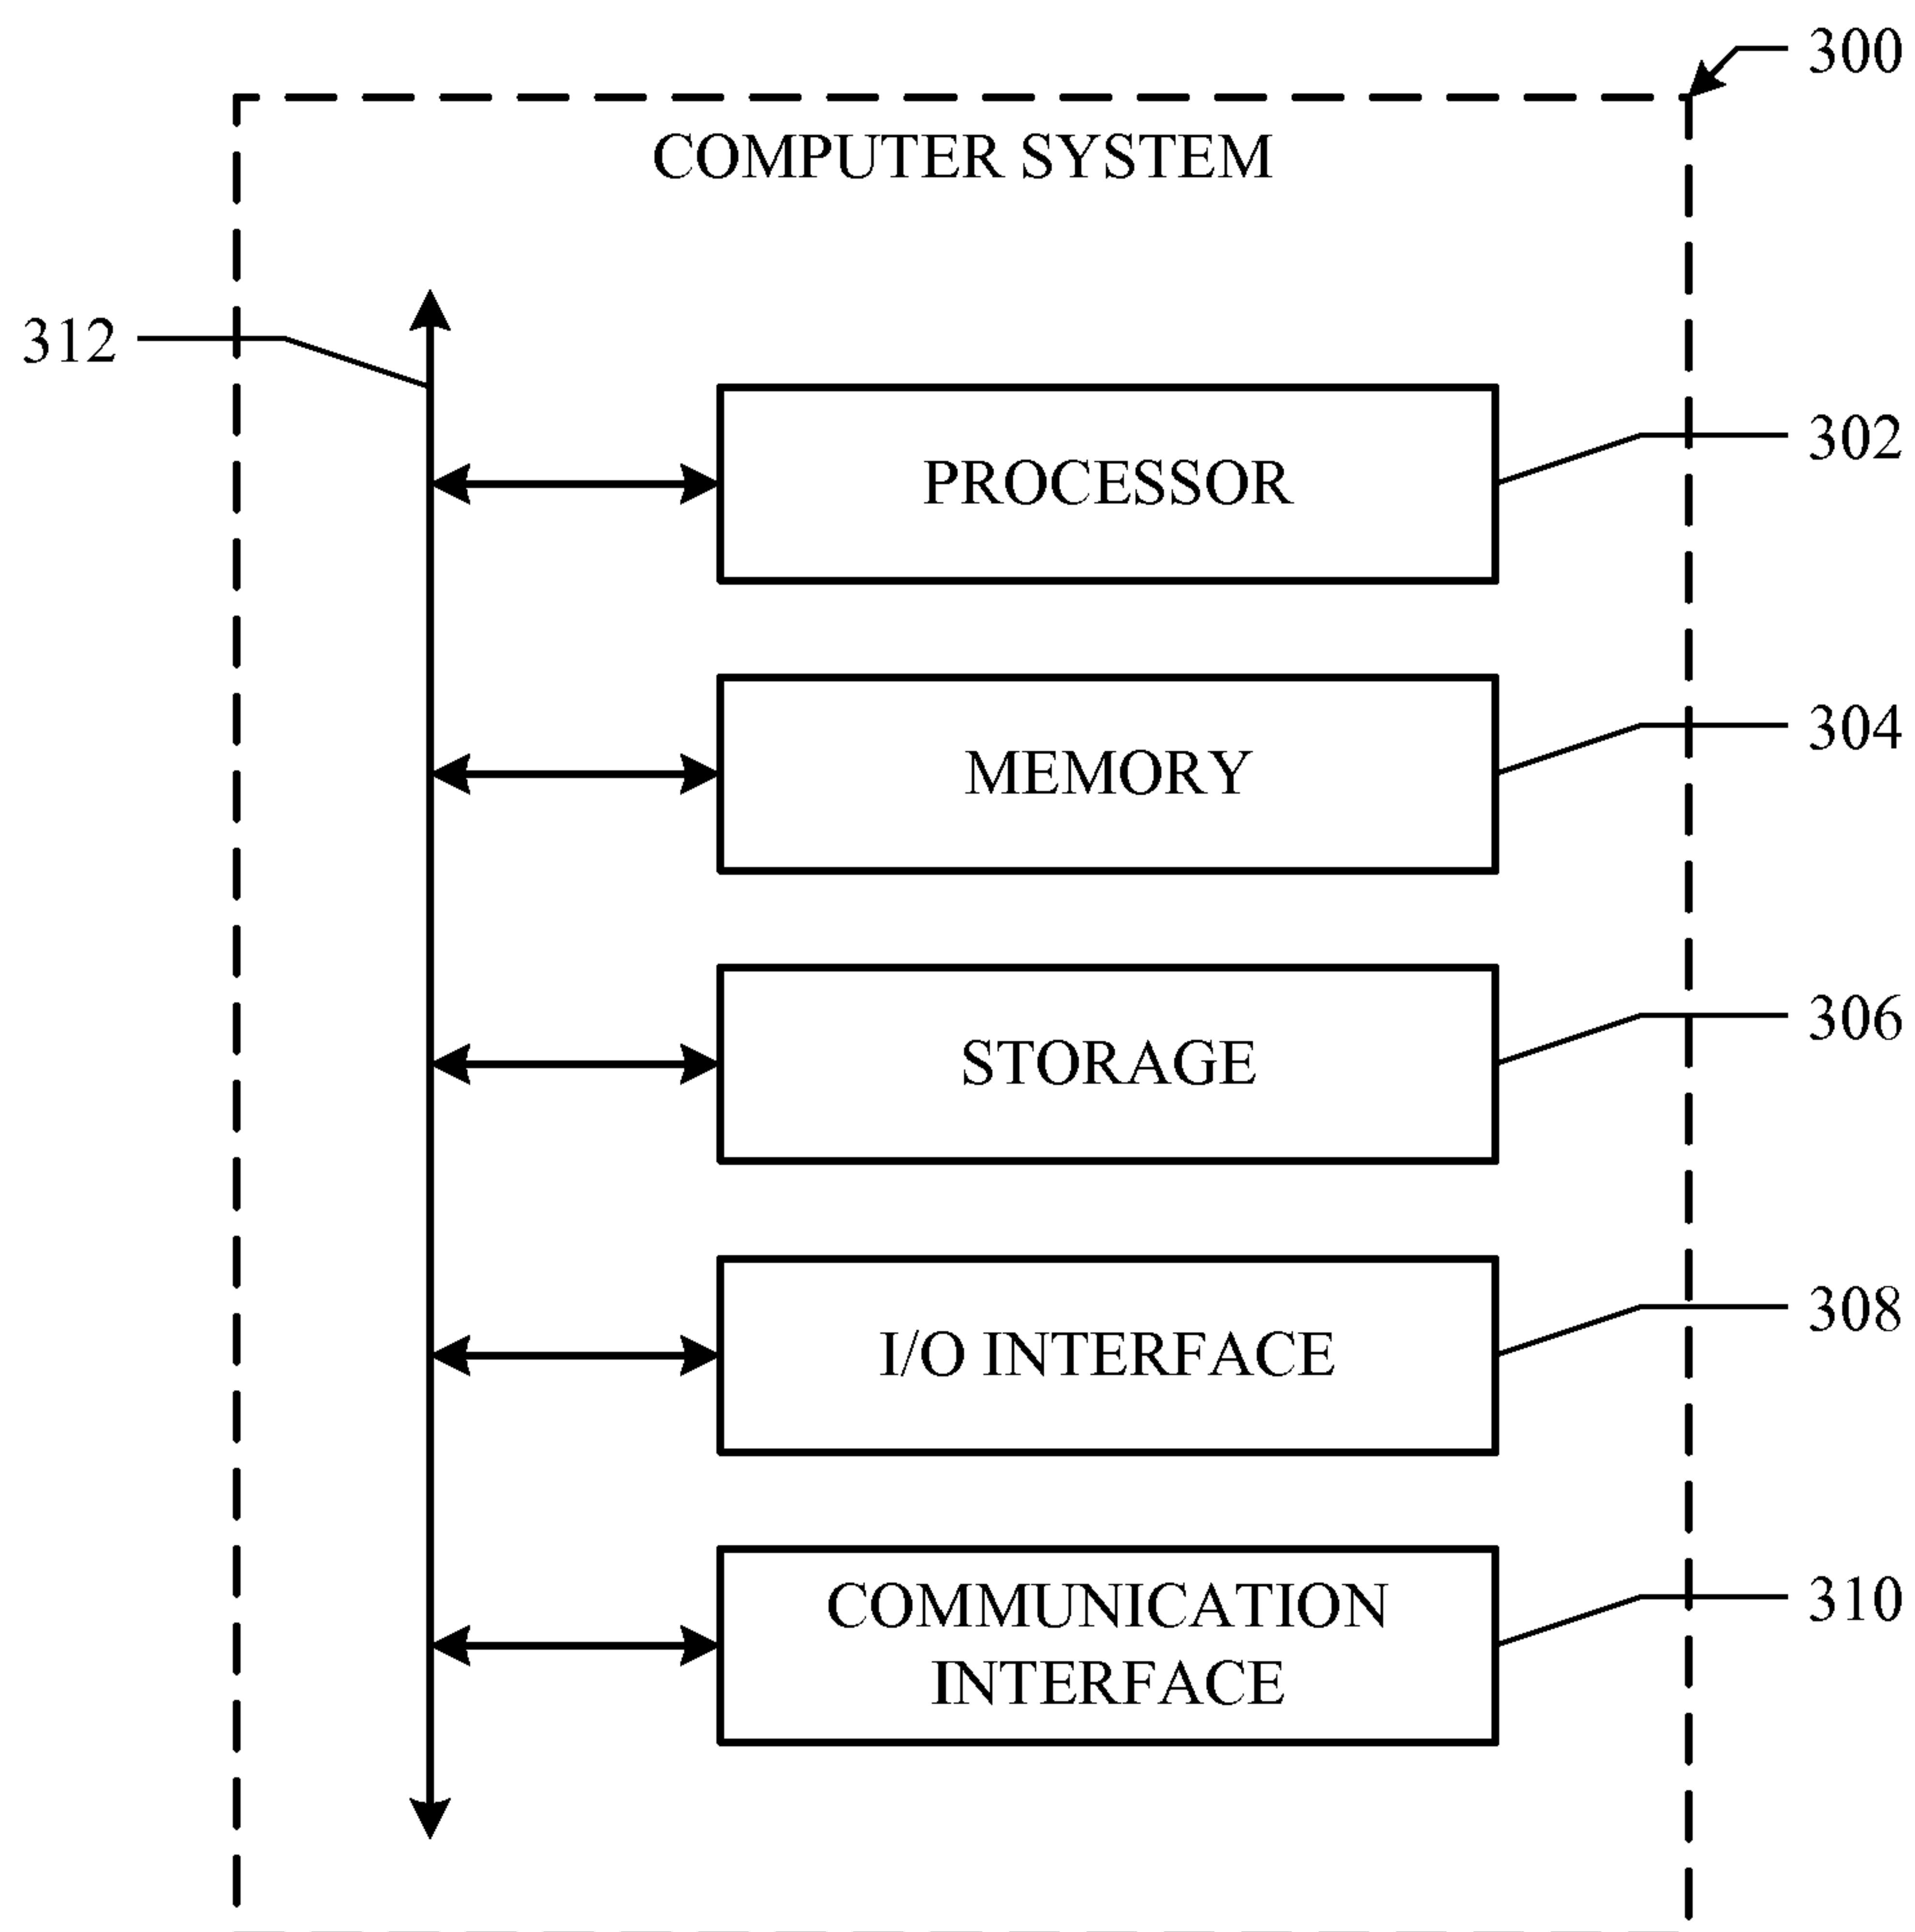 300
COMPUTER SYSTEM
312
302
PROCESSOR
304
MEMORY
306
STORAGE
308
I/O INTERFACE
310
COMMUNICATION
INTERFACE